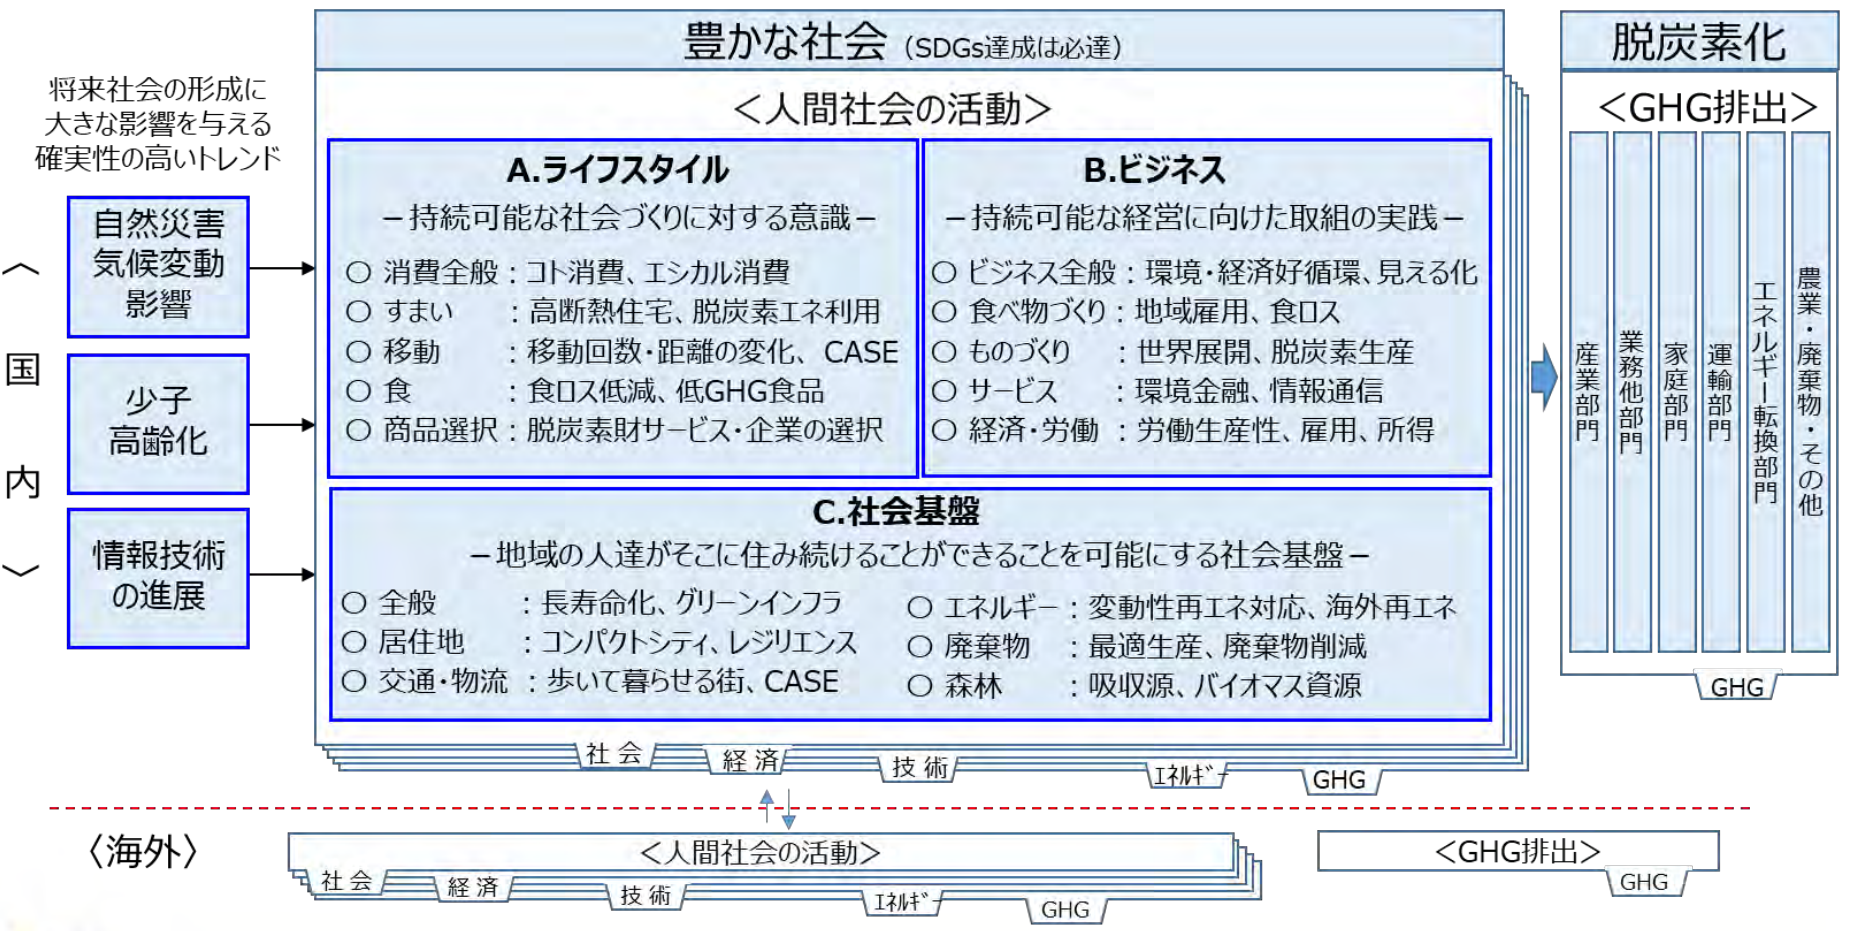 豊かな社会（SDGs達成は必達）
脱炭素化
将来社会の形成に
大きな影響を与える
確実性の高いトレンド
〈国内〉
自然災害
気候変動
影響
少子
高齢化
情報技術
の進展
＜人間社会の活動＞
A.ライフスタイル
－持続可能な社会づくりに対する意識－
○ 消費全般：コト消費、エシカル消費
○ すまい　：高断熱住宅、脱炭素エネ利用
○ 移動　　：移動回数・距離の変化、CASE
○ 食　　　：食ロス低減、低GHG食品
○ 商品選択：脱炭素財サービス・企業の選択
B.ビジネス
－持続可能な経営に向けた取組の実践－
○ ビジネス全般：環境・経済好循環、見える化
○ 食べ物づくり：地域雇用、食ロス
○ ものづくり　：世界展開、脱炭素生産
○ サービス　　：環境金融、情報通信
○ 経済・労働　：労働生産性、雇用、所得
C.社会基盤
－地域の人達がそこに住み続けることができることを可能にする社会基盤－
○ 全般　　　：長寿命化、グリーンインフラ
○ 居住地　　：コンパクトシティ、レジリエンス
○ 交通・物流：歩いて暮らせる街、CASE
○ エネルギー：変動性再エネ対応、海外再エネ
○ 廃棄物　　：最適生産、廃棄物削減
○ 森林　　　：吸収源、バイオマス資源
社会
経済
技術
エネルギー
GHG
＜GHG排出＞
産業部門
業務他部門
家庭部門
運輸部門
エネルギー転換部門
農業・廃棄物・その他
GHG
〈海外〉
＜人間社会の活動＞
社会
経済
技術
エネルギー
GHG
＜GHG排出＞
GHG